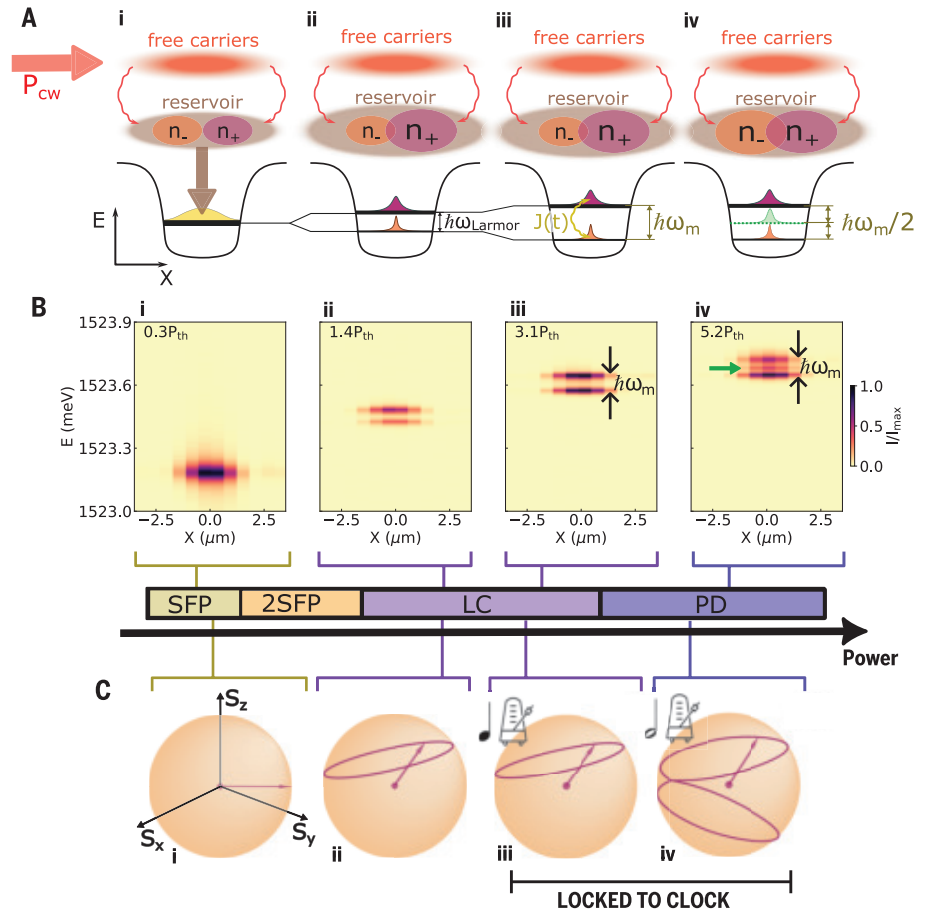 A
i
ii
iii
iv
free carriers
free carriers
free carriers
free carriers
P_cw
reservoir
reservoir
reservoir
reservoir
n_- n_+
n_- n_+
n_- n_+
n_- n_+
E
X
ħω_Larmor
J(t)
ħω_m
ħω_m/2
B
i
ii
iii
iv
1523.9
1523.6
1523.3
1523.0
E (meV)
0.3P_th
1.4P_th
3.1P_th
5.2P_th
ħω_m
ħω_m
1.0
0.5
0.0
I/I_max
−2.5 0.0 2.5
−2.5 0.0 2.5
−2.5 0.0 2.5
−2.5 0.0 2.5
X (μm)
X (μm)
X (μm)
X (μm)
SFP
2SFP
LC
PD
Power
C
S_z
S_x
S_y
i
ii
iii
iv
LOCKED TO CLOCK